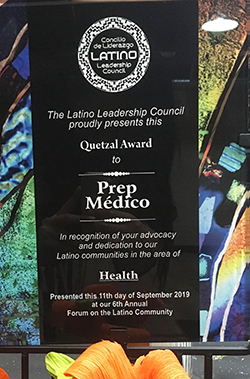 Concilio
de Liderazgo
LATINO
Leadership
Council
The Latino Leadership Council
proudly presents this
Quetzal Award
to
Prep
Médico
In recognition of your advocacy
and dedication to our
Latino communities in the area of
Health
Presented this 11th day of September 2019
at our 6th Annual
Forum on the Latino Community